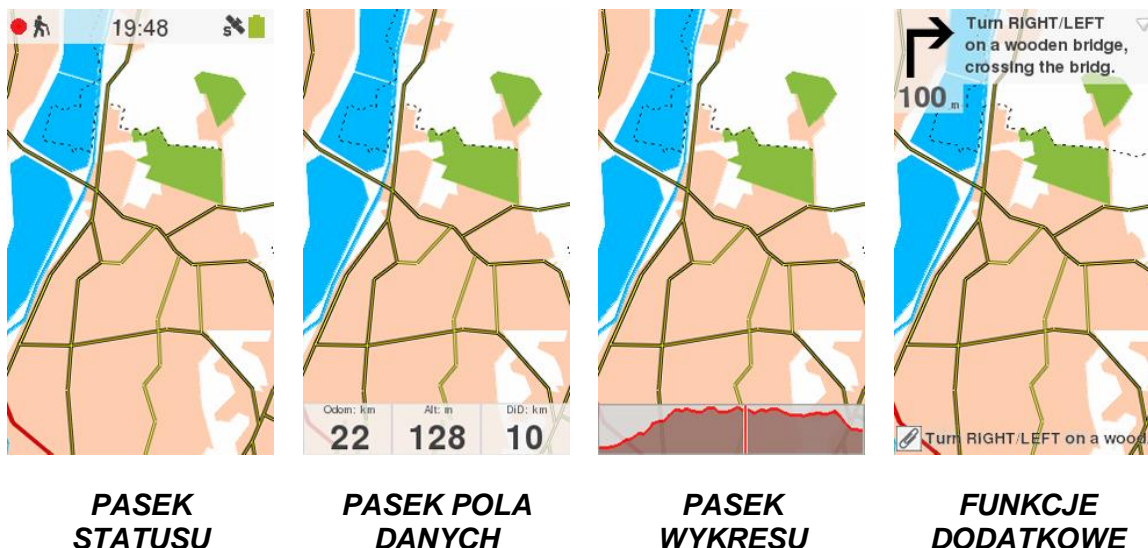 19:48
S
Odom: km
Alt: m
DiD: km
22
128
10
Turn RIGHT/LEFT
on a wooden bridge,
crossing the bridg.
100 m
Turn RIGHT/LEFT on a wood
PASEK
STATUSU
PASEK POLA
DANYCH
PASEK
WYKRESU
FUNKCJE
DODATKOWE